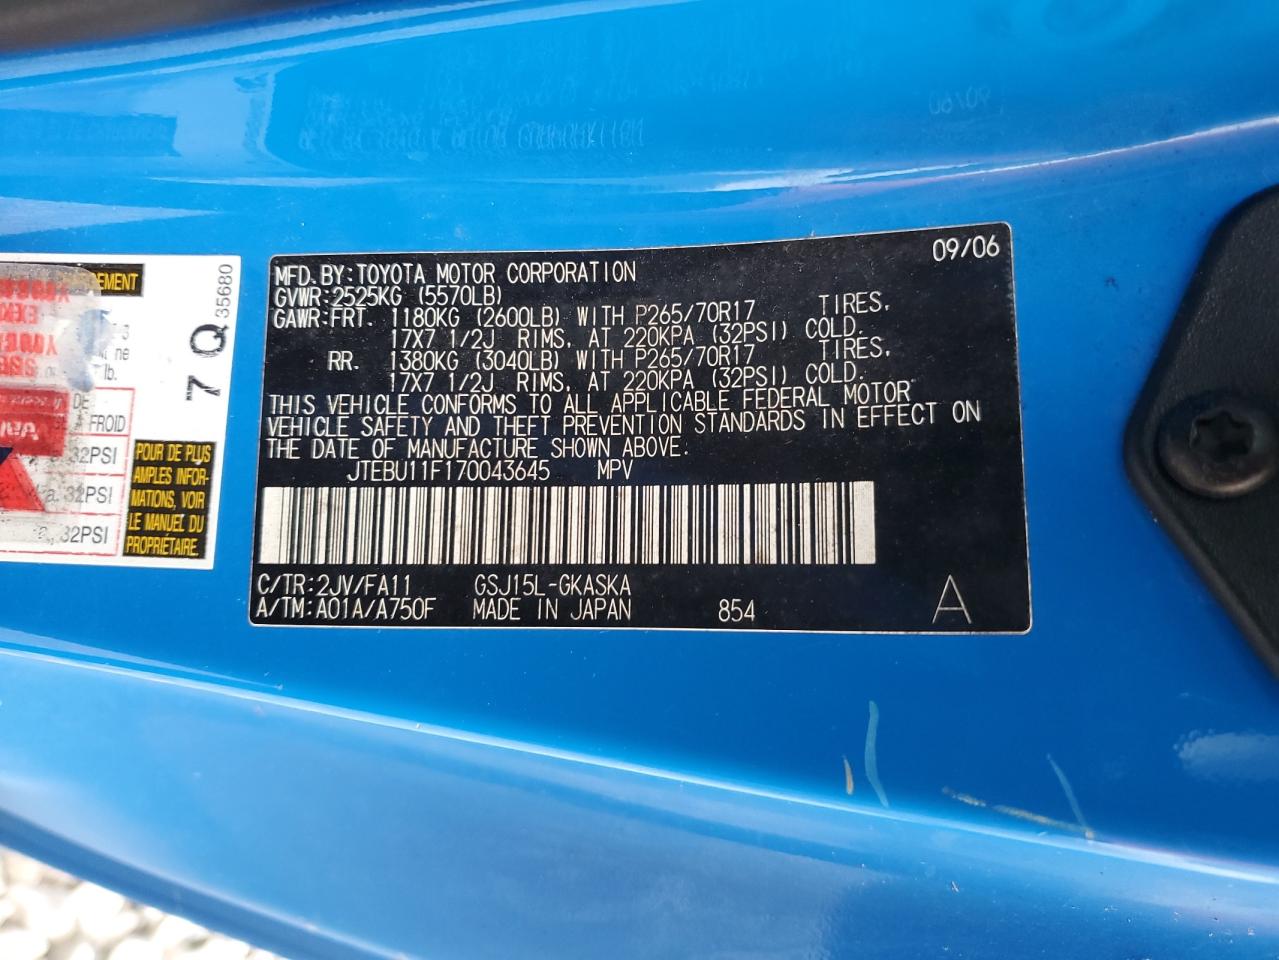 09/06
MFD.BY:TOYOTA MOTOR CORPORATION
GVWR:2525KG (5570LB)
GAWR:FRT. 1180KG (2600LB) WITH P265/70R17 TIRES,
17X7 1/2J RIMS, AT 220KPA (32PSI) COLD.
RR. 1380KG (3040LB) WITH P265/70R17 TIRES,
17X7 1/2J RIMS, AT 220KPA (32PSI) COLD.
THIS VEHICLE CONFORMS TO ALL APPLICABLE FEDERAL MOTOR
VEHICLE SAFETY AND THEFT PREVENTION STANDARDS IN EFFECT ON
THE DATE OF MANUFACTURE SHOWN ABOVE.
JTEBU11F170043645 MPV
C/TR:2JV/FA11 GSJ15L-GKASKA
A/TM:A01A/A750F MADE IN JAPAN 854 A
7 Q 35680
lb.
FROID
32PSI
32PSI
32PSI
POUR DE PLUS
AMPLES INFOR-
MATIONS, VOIR
LE MANUEL DU
PROPRIÉTAIRE.